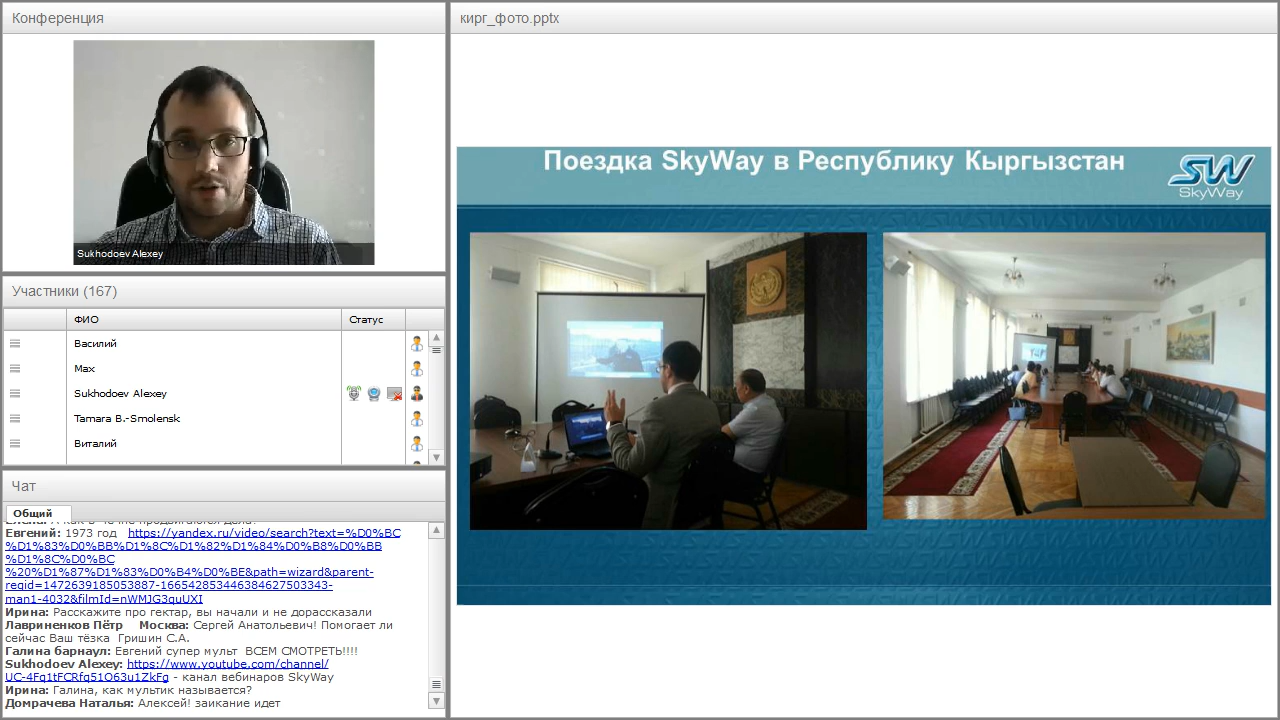 Конференция
Sukhodoev Alexey
Участники (167)
ФИО
Статус
Василий
Max
Sukhodoev Alexey
Tamara B.-Smolensk
Виталий
Чат
Общий
Евгений: 1973 год https://yandex.ru/video/search?text=%D0%BC
%D1%83%D0%BB%D1%8C%D1%82%D1%84%D0%B8%D0%BB
%D1%8C%D0%BC
%20%D1%87%D1%83%D0%B4%D0%BE&path=wizard&parent-
reqid=1472639185053887-166542853446384627503343-
man1-4032&filmId=nWMJG3quUXI
Ирина: Расскажите про гектар, вы начали и не дорассказали
Лавриненков Пётр Москва: Сергей Анатольевич! Помогает ли
сейчас Ваш тёзка Гришин С.А.
Галина барнаул: Евгений супер мульт ВСЕМ СМОТРЕТЬ!!!!
Sukhodoev Alexey: https://www.youtube.com/channel/
UC-4Fq1tFCRfq51O63u1ZkFg - канал вебинаров SkyWay
Ирина: Галина, как мультие называется?
Домрачева Наталья: Алексей! заикание идет
кирг_фото.pptx
Поездка SkyWay в Республику Кыргызстан
SW
SkyWay